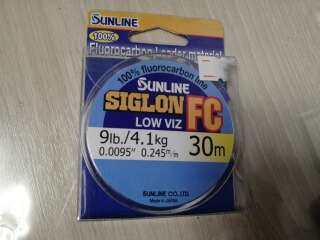 SUNLINE
100%
Fluorocarbon Leader material
100% fluorocarbon line
SUNLINE
SIGLON FC
LOW VIZ
9lb./4.1kg 30m
0.0095" 0.245m/m
SUNLINE CO., LTD.
MADE IN JAPAN